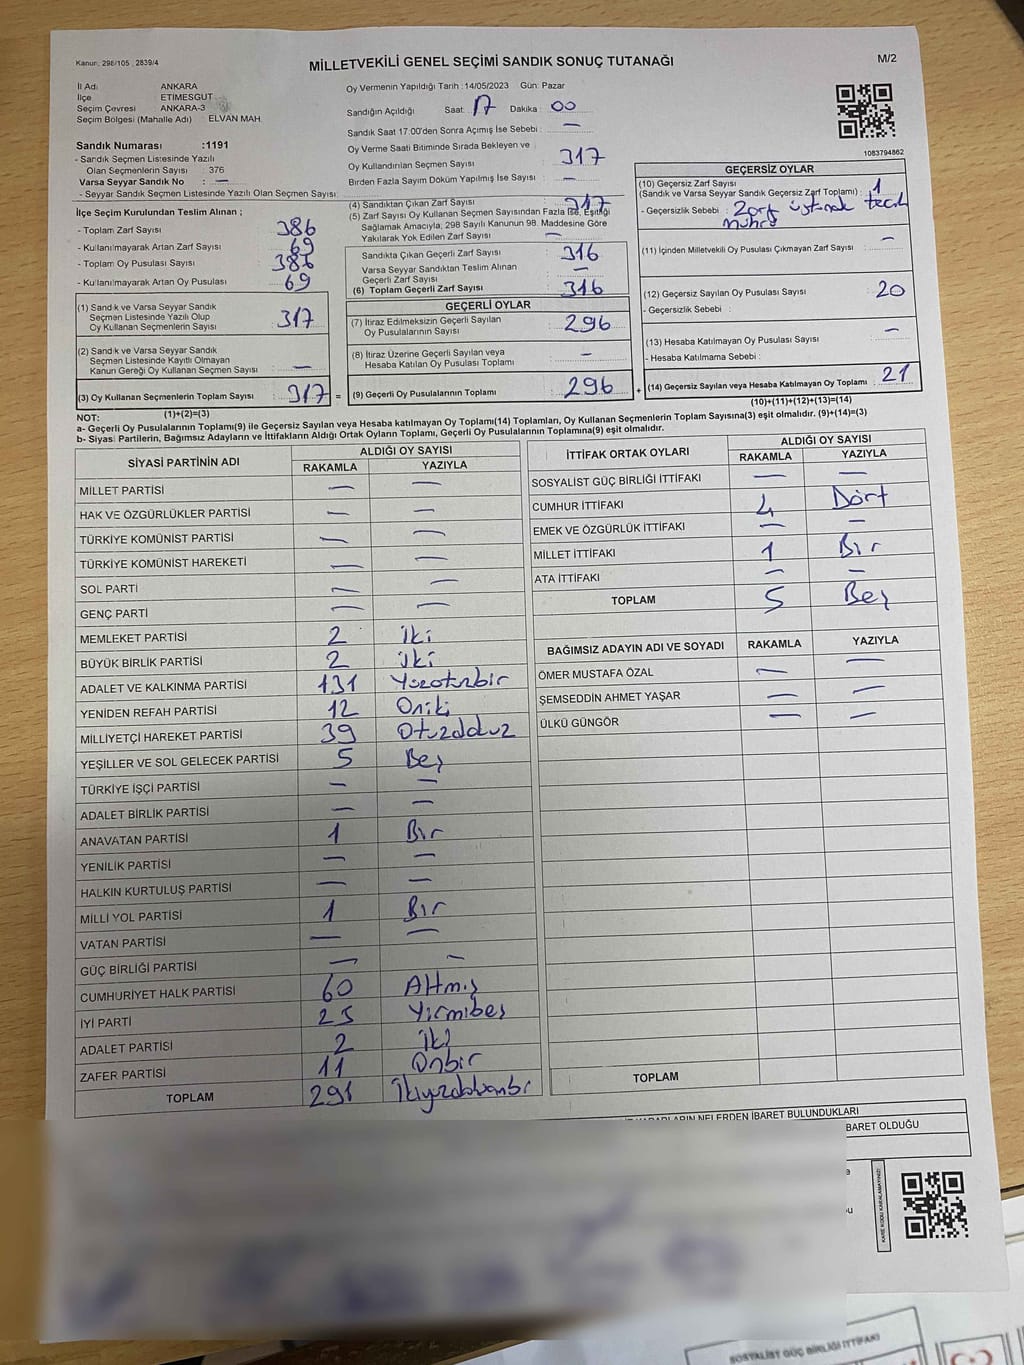 Kanun: 298/105 , 2839/4
MİLLETVEKİLİ GENEL SEÇİMİ SANDIK SONUÇ TUTANAĞI
M/2
İl Adı ANKARA
İlçe ETIMESGUT
Seçim Çevresi ANKARA-3
Seçim Bölgesi (Mahalle Adı) ELVAN MAH.
Sandık Numarası :1191
- Sandık Seçmen Listesinde Yazılı
Olan Seçmenlerin Sayısı : 376
Varsa Seyyar Sandık No : —
- Seyyar Sandık Seçmen Listesinde Yazılı Olan Seçmen Sayısı:
Oy Vermenin Yapıldığı Tarih : 14/05/2023 Gün: Pazar
Sandığın Açıldığı Saat: 17 Dakika : 00
Sandık Saat 17:00'den Sonra Açımış İse Sebebi : —
Oy Verme Saati Bitiminde Sırada Bekleyen ve
Oy Kullandırılan Seçmen Sayısı : 317
Birden Fazla Sayım Döküm Yapılmış İse Sayısı : —
1083794862
İlçe Seçim Kurulundan Teslim Alınan ;
- Toplam Zarf Sayısı : 386
- Kullanılmayarak Artan Zarf Sayısı : 69
- Toplam Oy Pusulası Sayısı : 386
- Kullanılmayarak Artan Oy Pusulası : 69
(1) Sandık ve Varsa Seyyar Sandık
Seçmen Listesinde Yazılı Olup
Oy Kullanan Seçmenlerin Sayısı : 317
(2) Sandık ve Varsa Seyyar Sandık
Seçmen Listesinde Kayıtlı Olmayan
Kanun Gereği Oy Kullanan Seçmen Sayısı : —
(3) Oy Kullanan Seçmenlerin Toplam Sayısı : 317
(1)+(2)=(3)
(4) Sandıktan Çıkan Zarf Sayısı : 317
(5) Zarf Sayısı Oy Kullanan Seçmen Sayısından Fazla İse, Eşitliği
Sağlamak Amacıyla, 298 Sayılı Kanunun 98. Maddesine Göre
Yakılarak Yok Edilen Zarf Sayısı : —
Sandıkta Çıkan Geçerli Zarf Sayısı : 316
Varsa Seyyar Sandıktan Teslim Alınan
Geçerli Zarf Sayısı : —
(6) Toplam Geçerli Zarf Sayısı : 316
GEÇERLİ OYLAR
(7) İtiraz Edilmeksizin Geçerli Sayılan
Oy Pusulalarının Sayısı : 296
(8) İtiraz Üzerine Geçerli Sayılan veya
Hesaba Katılan Oy Pusulası Toplamı : —
= (9) Geçerli Oy Pusulalarının Toplamı : 296
GEÇERSİZ OYLAR
(10) Geçersiz Zarf Sayısı
(Sandık ve Varsa Seyyar Sandık Geçersiz Zarf Toplamı) : 1
- Geçersizlik Sebebi : Zarf üstünde tercih
mührü
(11) İçinden Milletvekili Oy Pusulası Çıkmayan Zarf Sayısı : —
(12) Geçersiz Sayılan Oy Pusulası Sayısı : 20
- Geçersizlik Sebebi :
(13) Hesaba Katılmayan Oy Pusulası Sayısı : —
- Hesaba Katılmama Sebebi :
+ (14) Geçersiz Sayılan veya Hesaba Katılmayan Oy Toplamı : 21
(10)+(11)+(12)+(13)=(14)
NOT:
a- Geçerli Oy Pusulalarının Toplamı(9) ile Geçersiz Sayılan veya Hesaba katılmayan Oy Toplamı(14) Toplamları, Oy Kullanan Seçmenlerin Toplam Sayısına(3) eşit olmalıdır. (9)+(14)=(3)
b- Siyasi Partilerin, Bağımsız Adayların ve İttifakların Aldığı Ortak Oyların Toplamı, Geçerli Oy Pusulalarının Toplamına(9) eşit olmalıdır.
SİYASİ PARTİNİN ADI ALDIĞI OY SAYISI
RAKAMLA YAZIYLA
MİLLET PARTİSİ — —
HAK VE ÖZGÜRLÜKLER PARTİSİ — —
TÜRKİYE KOMÜNİST PARTİSİ — —
TÜRKİYE KOMÜNİST HAREKETİ — —
SOL PARTİ — —
GENÇ PARTİ — —
MEMLEKET PARTİSİ 2 iki
BÜYÜK BİRLİK PARTİSİ 2 iki
ADALET VE KALKINMA PARTİSİ 131 Yüzotuzbir
YENİDEN REFAH PARTİSİ 12 Oniki
MİLLİYETÇİ HAREKET PARTİSİ 39 Otuzdokuz
YEŞİLLER VE SOL GELECEK PARTİSİ 5 Beş
TÜRKİYE İŞÇİ PARTİSİ — —
ADALET BİRLİK PARTİSİ — —
ANAVATAN PARTİSİ 1 Bir
YENİLİK PARTİSİ — —
HALKIN KURTULUŞ PARTİSİ — —
MİLLİ YOL PARTİSİ 1 Bir
VATAN PARTİSİ — —
GÜÇ BİRLİĞİ PARTİSİ — —
CUMHURİYET HALK PARTİSİ 60 Altmış
İYİ PARTİ 25 Yirmibeş
ADALET PARTİSİ 2 İki
ZAFER PARTİSİ 11 Onbir
TOPLAM 291 İkiyüzdoksanbir
İTTİFAK ORTAK OYLARI ALDIĞI OY SAYISI
RAKAMLA YAZIYLA
SOSYALİST GÜÇ BİRLİĞİ İTTİFAKI — —
CUMHUR İTTİFAKI 4 Dört
EMEK VE ÖZGÜRLÜK İTTİFAKI — —
MİLLET İTTİFAKI 1 Bir
ATA İTTİFAKI — —
TOPLAM 5 Beş
BAĞIMSIZ ADAYIN ADI VE SOYADI RAKAMLA YAZIYLA
ÖMER MUSTAFA ÖZAL — —
ŞEMSEDDİN AHMET YAŞAR — —
ÜLKÜ GÜNGÖR — —
TOPLAM
KARARLARIN NELERDEN İBARET BULUNDUKLARI
BARET OLDUĞU
KARE KODU KARALAMAYINIZ!
SOSYALİST GÜÇ BİRLİĞİ İTTİFAKI